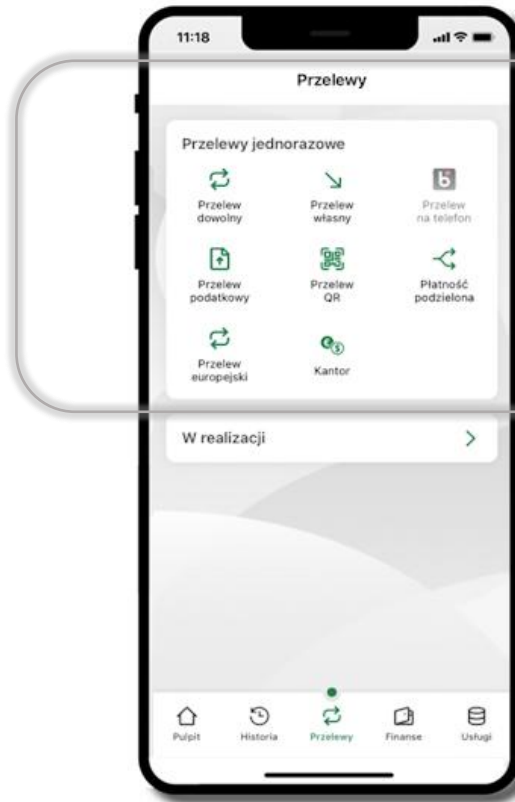 11:18
Przelewy
Przelewy jednorazowe
Przelew
dowolny
Przelew
własny
Przelew
na telefon
Przelew
podatkowy
Przelew
QR
Płatność
podzielona
Przelew
europejski
Kantor
W realizacji
Pulpit
Historia
Przelewy
Finanse
Usługi